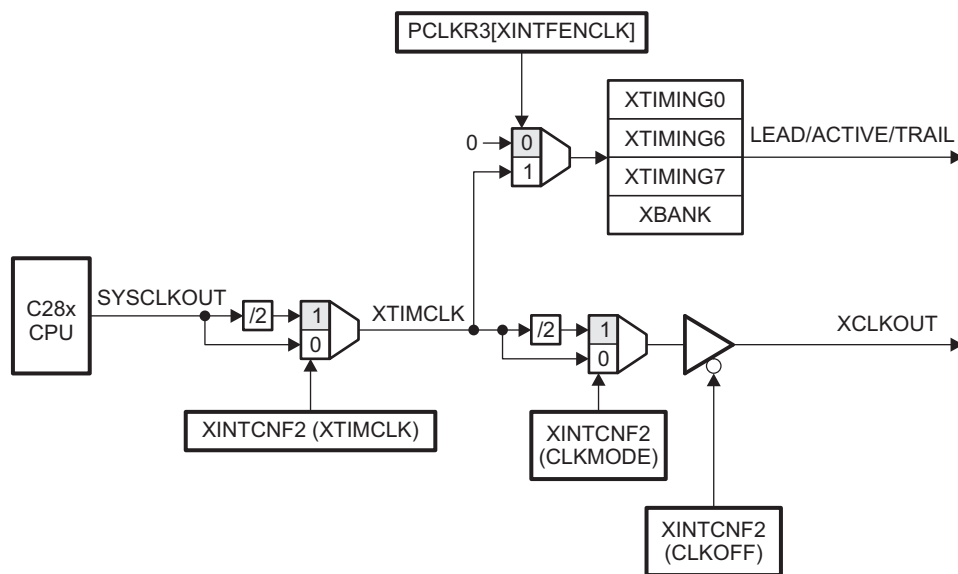 PCLKR3[XINTFENCLK]
0
0
1
XTIMING0
XTIMING6
XTIMING7
XBANK
LEAD/ACTIVE/TRAIL
C28x
CPU
SYSCLKOUT
/2
1
0
XTIMCLK
/2
1
0
XCLKOUT
XINTCNF2 (XTIMCLK)
XINTCNF2
(CLKMODE)
XINTCNF2
(CLKOFF)